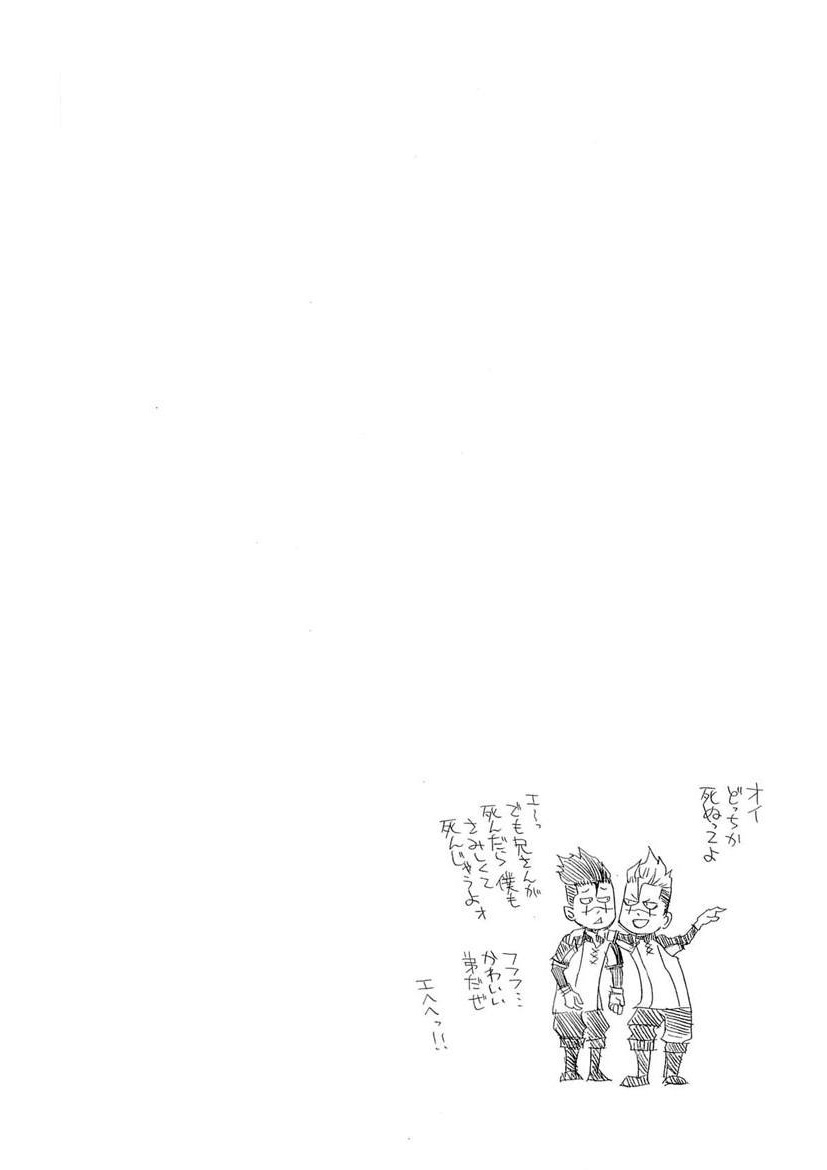 オイ
どっちか
死ぬってよ
エ〜っ
でも兄さんが
死んだら僕も
さみしくて
死んじゃうよォ
フフフ…
かわいい
弟だぜ
エヘヘっ!!